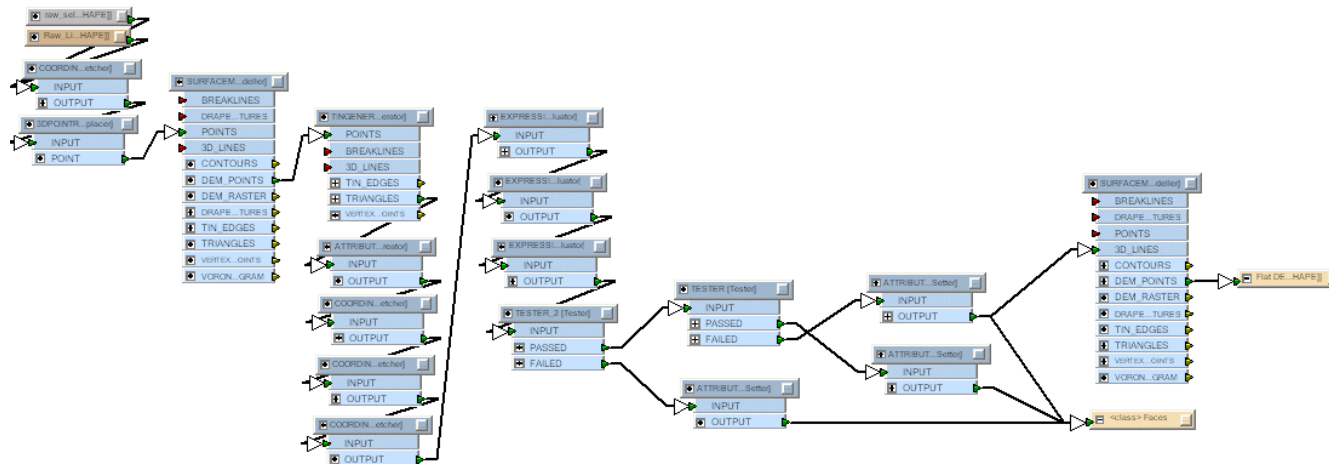 raw_sel...HAPE]]
Raw_Li...HAPE]]
COORDIN...etcher]
INPUT
OUTPUT
3DPOINTR...placer]
INPUT
POINT
SURFACEM...deller]
BREAKLINES
DRAPE...TURES
POINTS
3D_LINES
CONTOURS
DEM_POINTS
DEM_RASTER
DRAPE...TURES
TIN_EDGES
TRIANGLES
VERTEX...OINTS
VORON...GRAM
TINGENER...erator]
POINTS
BREAKLINES
3D_LINES
TIN_EDGES
TRIANGLES
VERTEX...OINTS
ATTRIBUT...reator]
INPUT
OUTPUT
COORDIN...etcher]
INPUT
OUTPUT
COORDIN...etcher]
INPUT
OUTPUT
COORDIN...etcher]
INPUT
OUTPUT
EXPRESSI...luator]
INPUT
OUTPUT
EXPRESSI...luator]
INPUT
OUTPUT
EXPRESSI...luator]
INPUT
OUTPUT
TESTER_2 [Tester]
INPUT
PASSED
FAILED
TESTER [Tester]
INPUT
PASSED
FAILED
ATTRIBUT...Setter]
INPUT
OUTPUT
ATTRIBUT...Setter]
INPUT
OUTPUT
ATTRIBUT...Setter]
INPUT
OUTPUT
SURFACEM...deller]
BREAKLINES
DRAPE...TURES
POINTS
3D_LINES
CONTOURS
DEM_POINTS
DEM_RASTER
DRAPE...TURES
TIN_EDGES
TRIANGLES
VERTEX...OINTS
VORON...GRAM
Flat DE...HAPE]]
<class> Faces